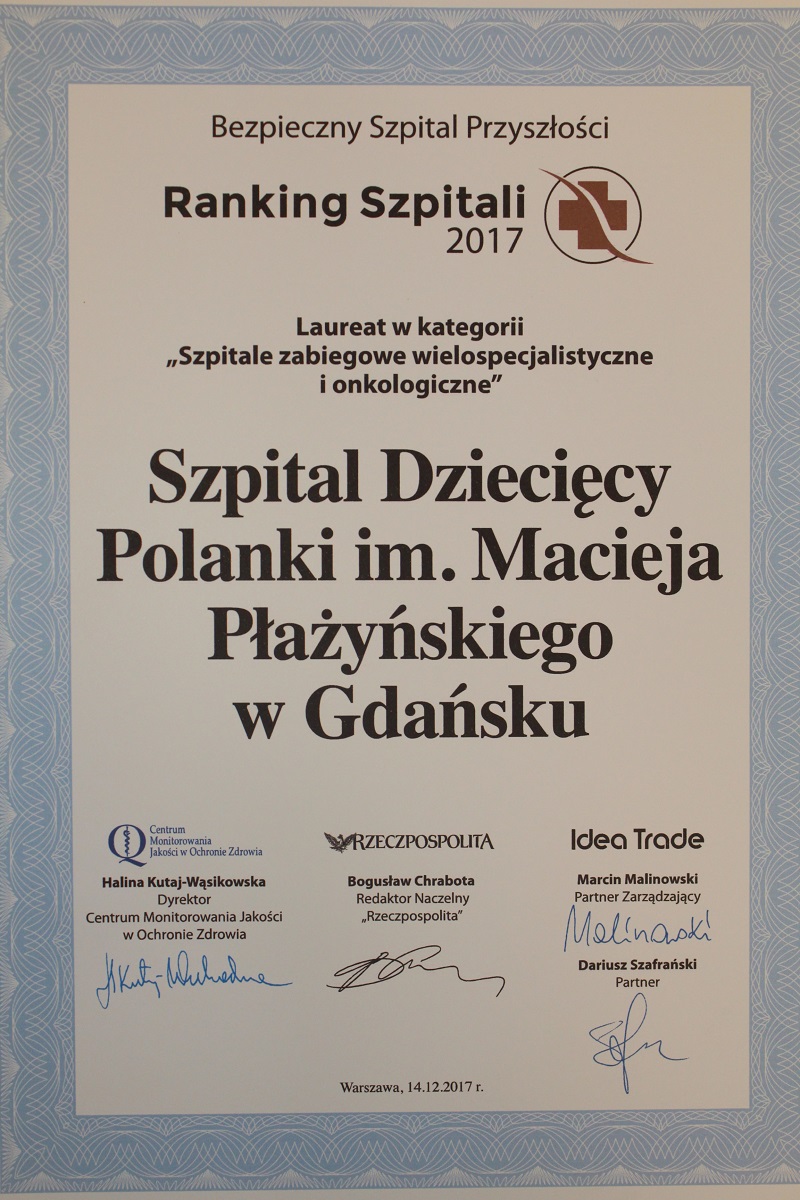 Bezpieczny Szpital Przyszłości
Ranking Szpitali
2017
Laureat w kategorii
„Szpitale zabiegowe wielospecjalistyczne
i onkologiczne”
Szpital Dziecięcy
Polanki im. Macieja
Płażyńskiego
w Gdańsku
Centrum
Monitorowania
Jakości w Ochronie Zdrowia
Halina Kutaj-Wąsikowska
Dyrektor
Centrum Monitorowania Jakości
w Ochronie Zdrowia
RZECZPOSPOLITA
Bogusław Chrabota
Redaktor Naczelny
„Rzeczpospolita”
Idea Trade
Marcin Malinowski
Partner Zarządzający
Malinowski
Dariusz Szafrański
Partner
Warszawa, 14.12.2017 r.